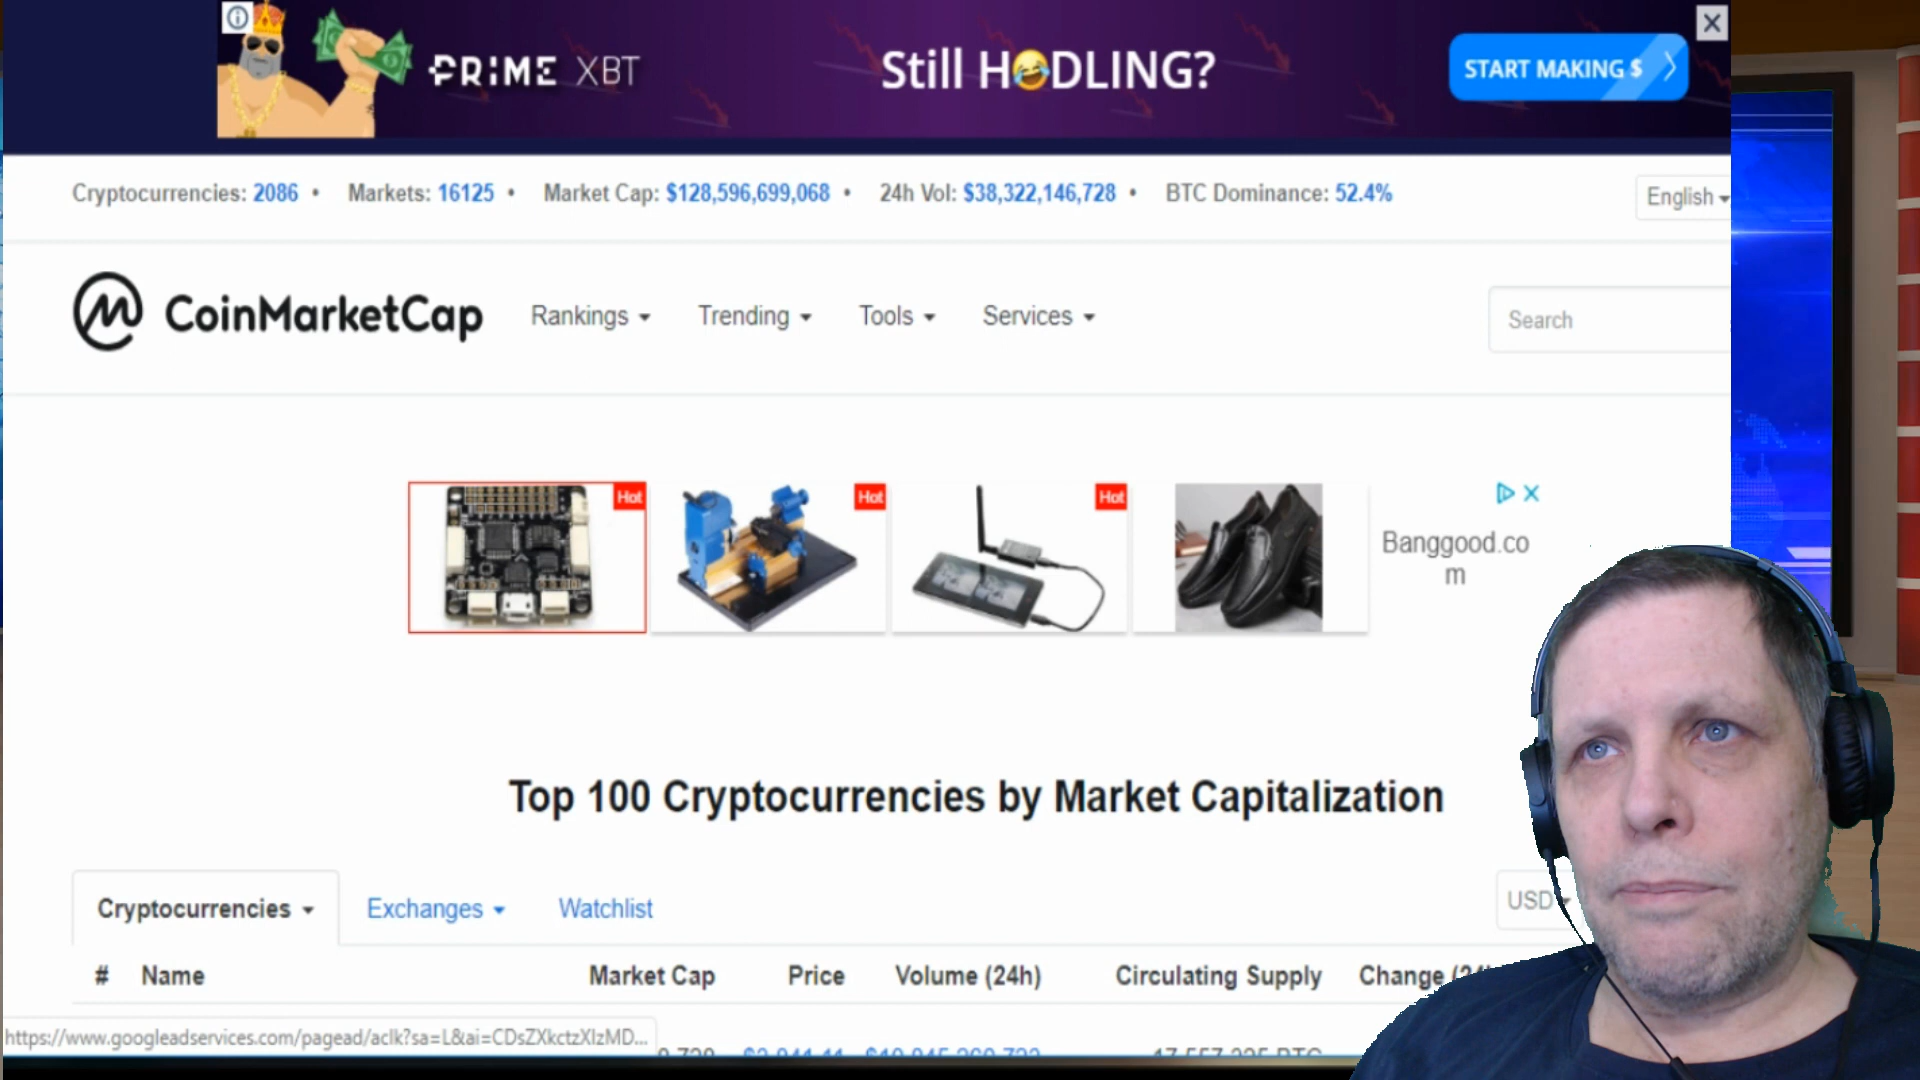 PRIME XBT
Still H😂DLING?
START MAKING $
Cryptocurrencies: 2086 • Markets: 16125 • Market Cap: $128,596,699,068 • 24h Vol: $38,322,146,728 • BTC Dominance: 52.4%
English
CoinMarketCap
Rankings Trending Tools Services
Search
Hot Hot Hot
Banggood.co
m
Top 100 Cryptocurrencies by Market Capitalization
Cryptocurrencies Exchanges Watchlist
USD
# Name Market Cap Price Volume (24h) Circulating Supply Change
https://www.googleadservices.com/pagead/aclk?sa=L&ai=CDsZXkctzXIzMD...